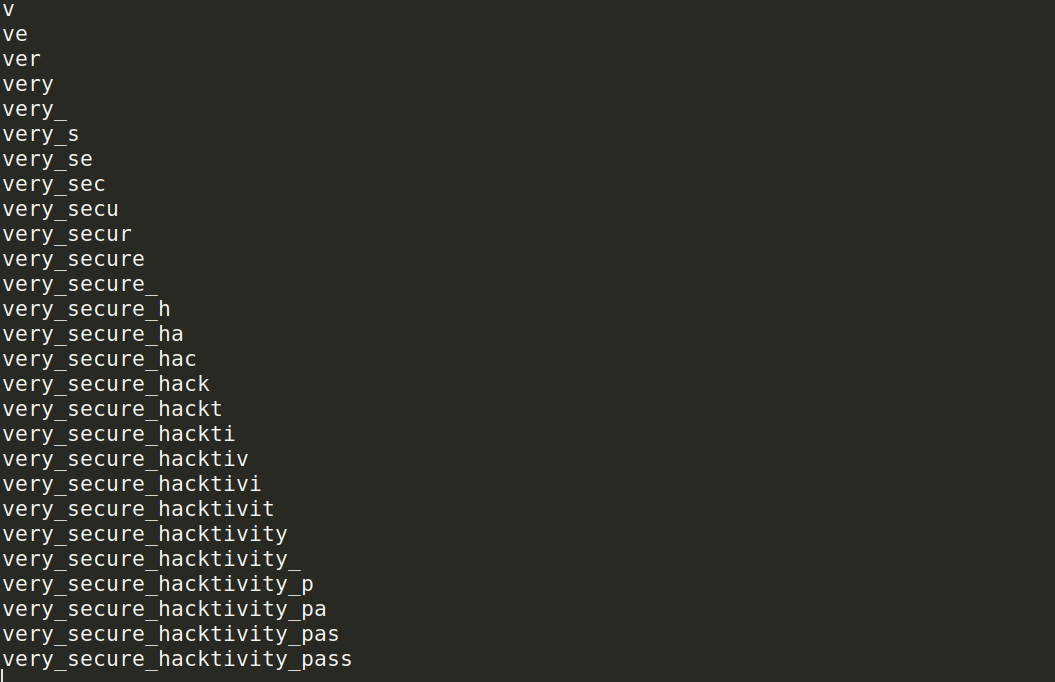 v
ve
ver
very
very_
very_s
very_se
very_sec
very_secu
very_secur
very_secure
very_secure_
very_secure_h
very_secure_ha
very_secure_hac
very_secure_hack
very_secure_hackt
very_secure_hackti
very_secure_hacktiv
very_secure_hacktivi
very_secure_hacktivit
very_secure_hacktivity
very_secure_hacktivity_
very_secure_hacktivity_p
very_secure_hacktivity_pa
very_secure_hacktivity_pas
very_secure_hacktivity_pass